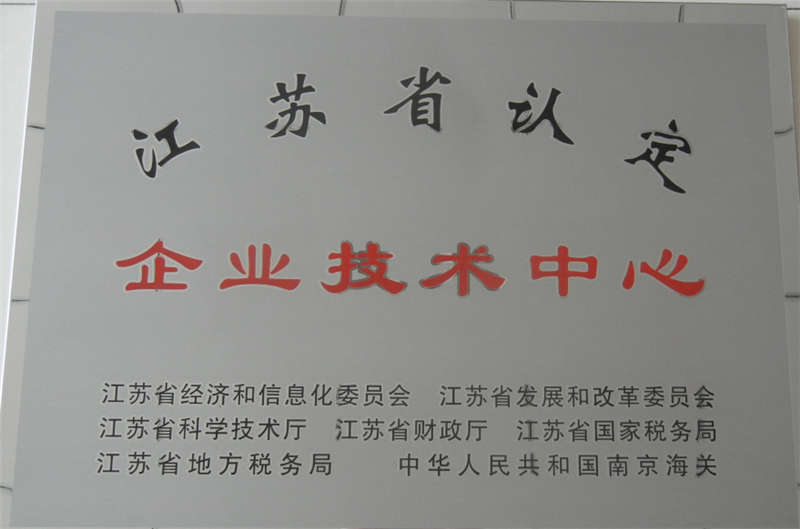 江苏省认定
企业技术中心
江苏省经济和信息化委员会 江苏省发展和改革委员会
江苏省科学技术厅 江苏省财政厅 江苏省国家税务局
江苏省地方税务局 中华人民共和国南京海关